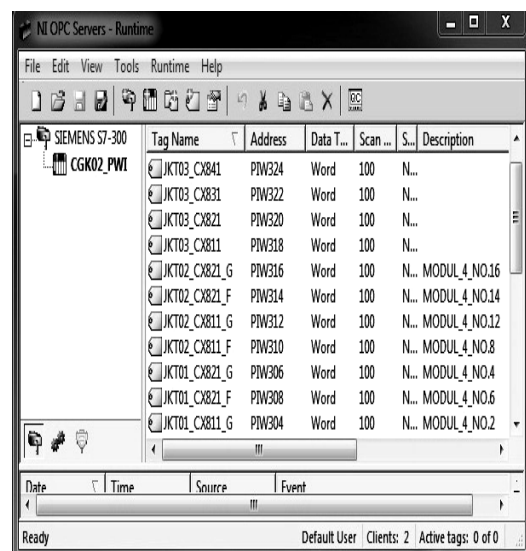 NI OPC Servers - Runtime
File Edit View Tools Runtime Help
SIEMENS S7-300
CGK02_PWI
Tag Name Address Data T... Scan ... S... Description
JKT03_CX841 PIW324 Word 100 N...
JKT03_CX831 PIW322 Word 100 N...
JKT03_CX821 PIW320 Word 100 N...
JKT03_CX811 PIW318 Word 100 N...
JKT02_CX821_G PIW316 Word 100 N... MODUL_4_NO.16
JKT02_CX821_F PIW314 Word 100 N... MODUL_4_NO.14
JKT02_CX811_G PIW312 Word 100 N... MODUL_4_NO.12
JKT02_CX811_F PIW310 Word 100 N... MODUL_4_NO.8
JKT01_CX821_G PIW306 Word 100 N... MODUL_4_NO.4
JKT01_CX821_F PIW308 Word 100 N... MODUL_4_NO.6
JKT01_CX811_G PIW304 Word 100 N... MODUL_4_NO.2
Date Time Source Event
Ready Default User Clients: 2 Active tags: 0 of 0